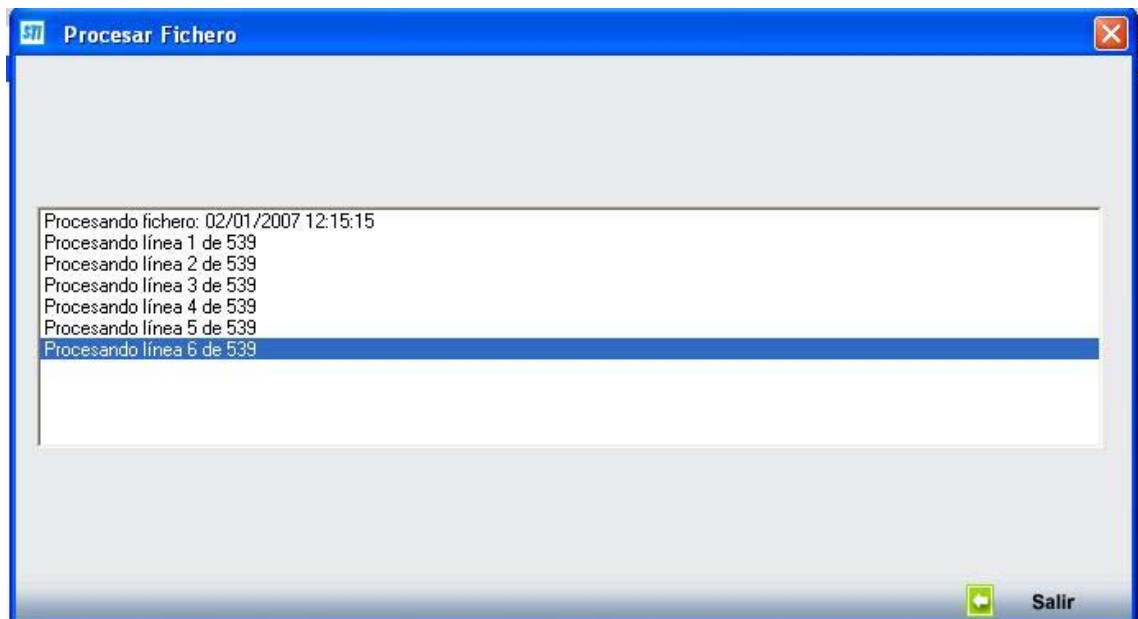 STI Procesar Fichero
Procesando fichero: 02/01/2007 12:15:15
Procesando línea 1 de 539
Procesando línea 2 de 539
Procesando línea 3 de 539
Procesando línea 4 de 539
Procesando línea 5 de 539
Procesando línea 6 de 539
Salir